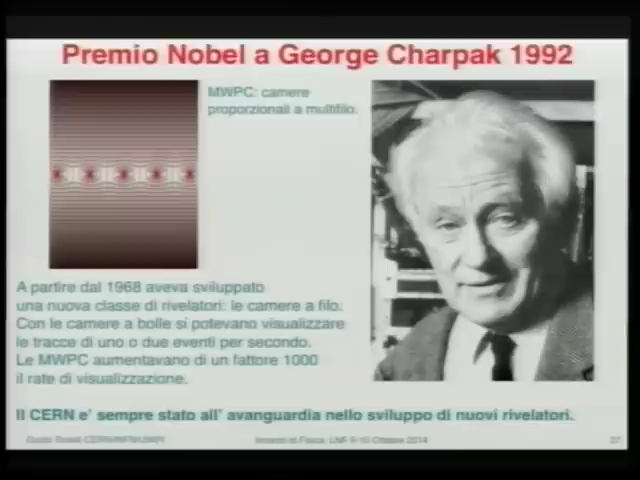 Premio Nobel a George Charpak 1992
MWPC: camere
proporzionali a multifilo.
A partire dal 1968 aveva sviluppato
una nuova classe di rivelatori: le camere a filo.
Con le camere a bolle si potevano visualizzare
le tracce di uno o due eventi per secondo.
Le MWPC aumentavano di un fattore 1000
il rate di visualizzazione.
Il CERN e' sempre stato all' avanguardia nello sviluppo di nuovi rivelatori.
Incontri di Fisica, LNF 8-10 Ottobre 2014